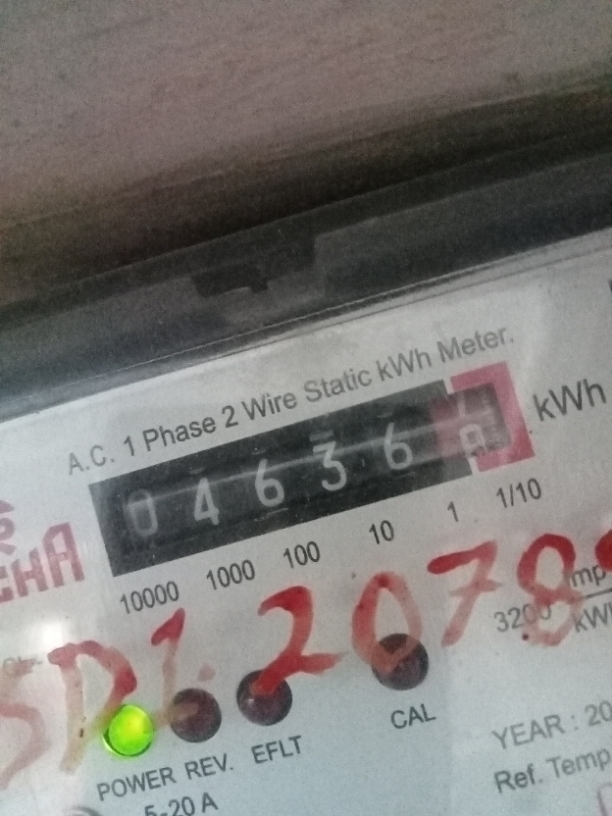 A.C. 1 Phase 2 Wire Static kWh Meter.
04636 kWh
10000 1000 100 10 1 1/10
3200
kW
SD1.2078
CAL
POWER REV. EFLT
YEAR : 20
5-20 A
Ref. Temp